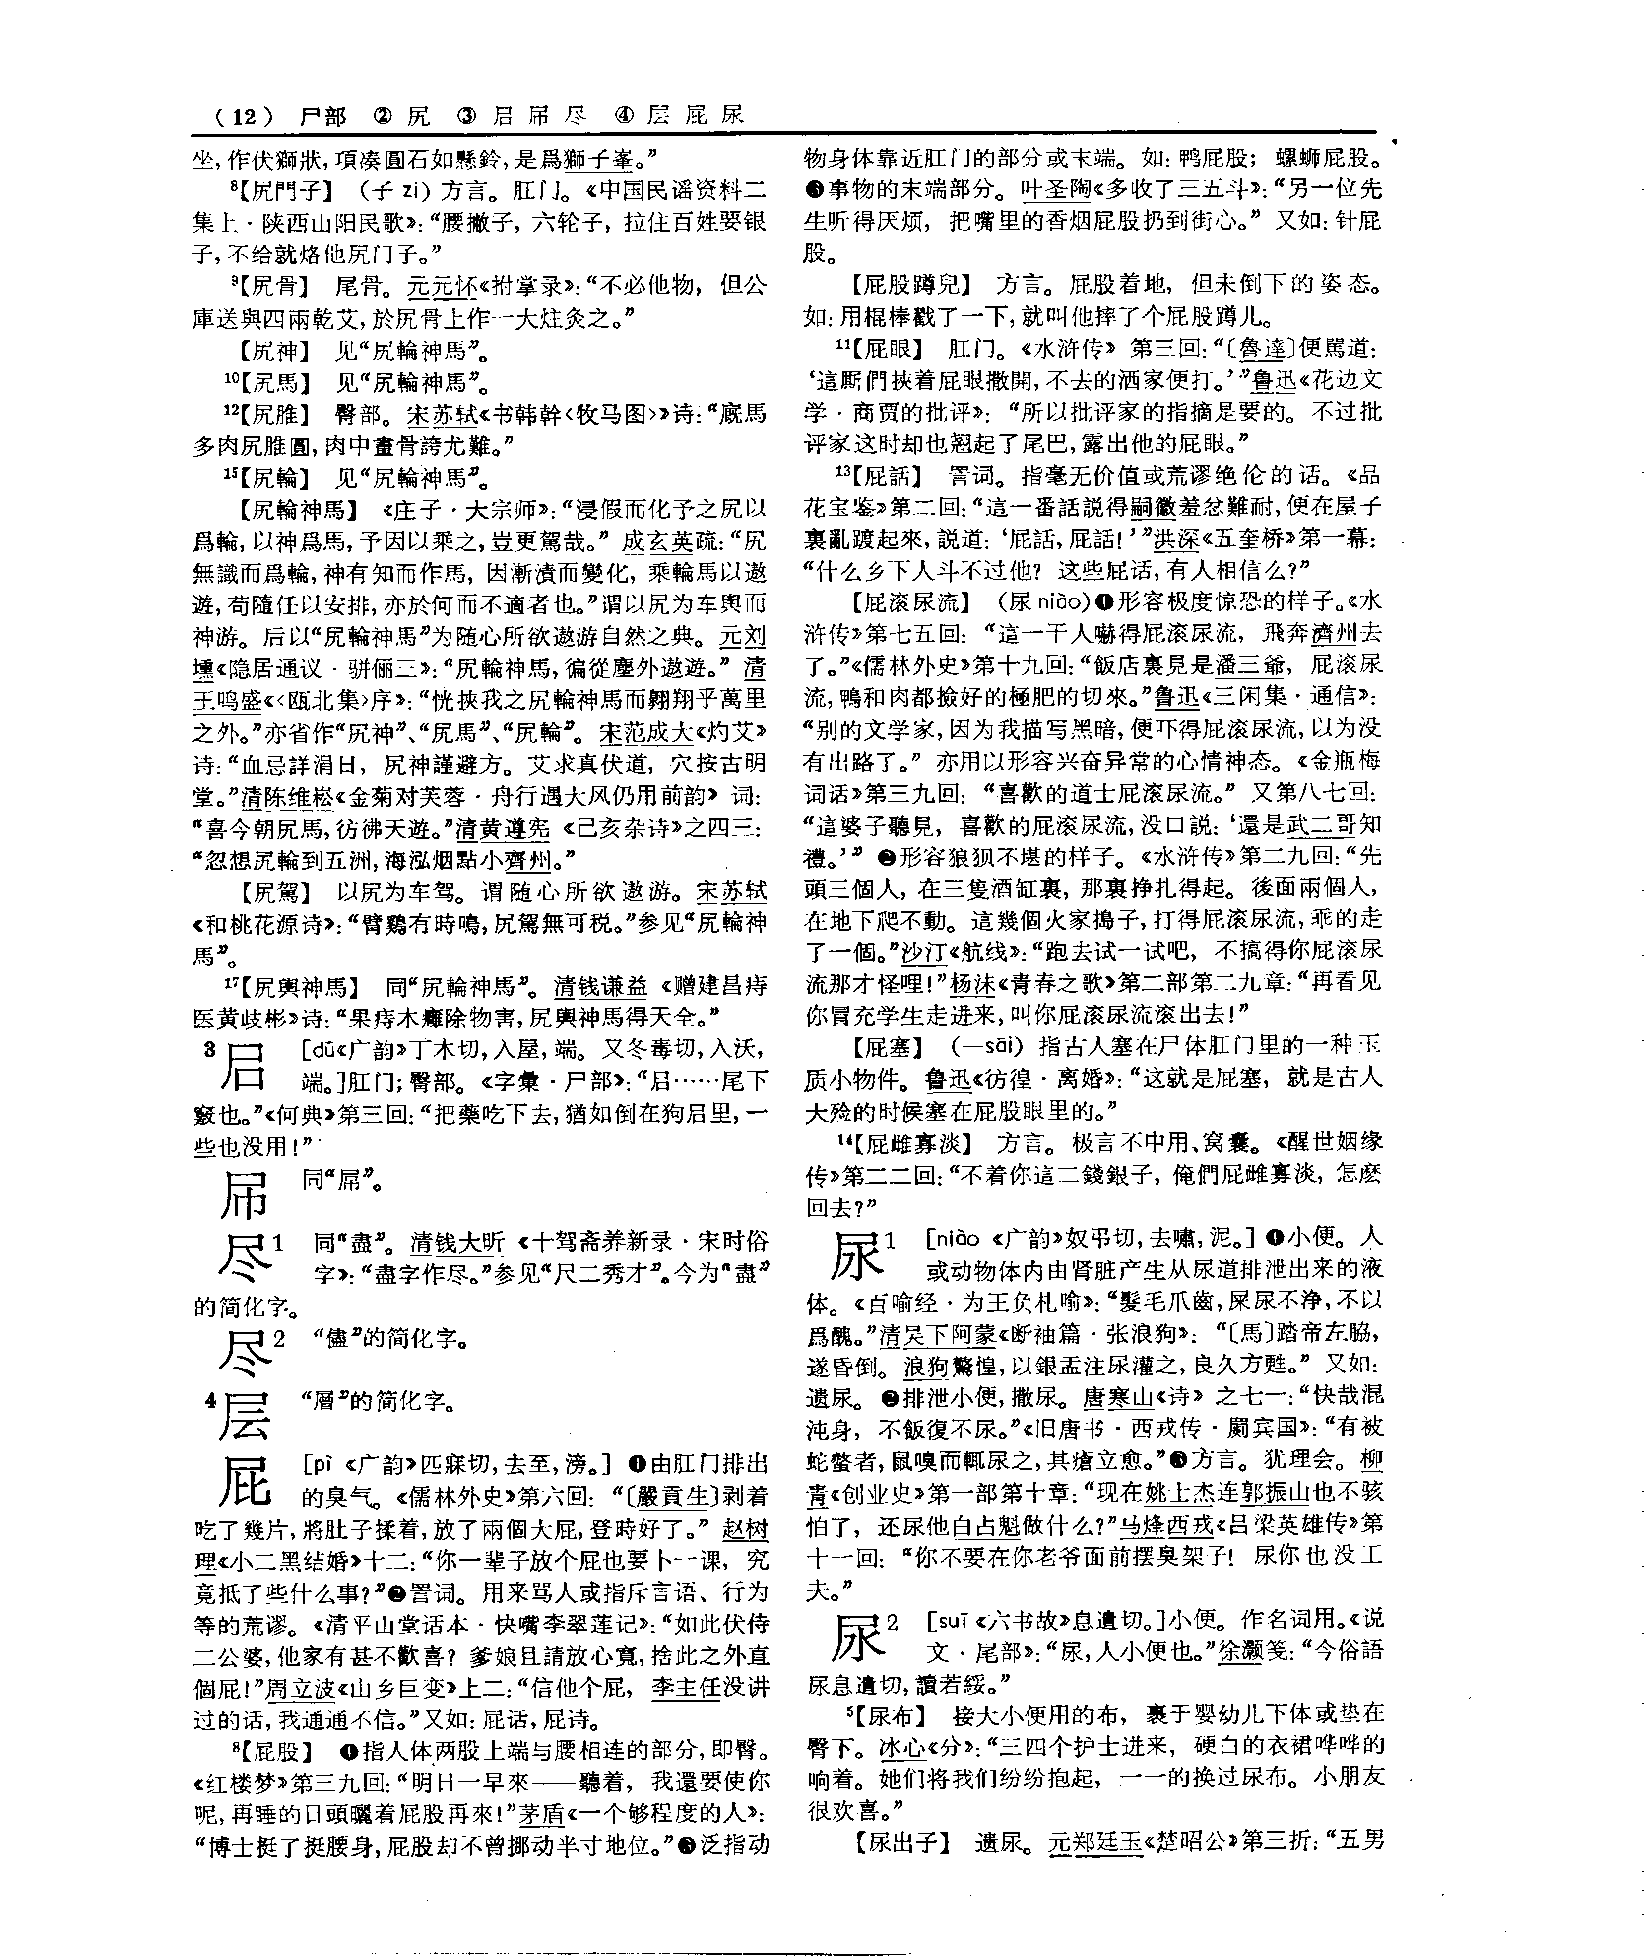 （12） 尸部 ② 尻 ③ 㞘 屌 尽 ④ 层 屁 尿
坐,作伏獅狀,項凑圓石如懸鈴,是爲獅子峯。”
⁸【尻門子】 （子 zi）方言。肛门。《中国民谣资料二
集上·陕西山阳民歌》:“腰撇子, 六轮子, 拉住百姓要银
子,不给就烙他尻门子。”
⁹【尻骨】 尾骨。元元怀《拊掌录》:“不必他物, 但公
庫送與四兩乾艾,於尻骨上作一大炷灸之。”
【尻神】 见“尻輪神馬”。
¹⁰【尻馬】 见“尻輪神馬”。
¹²【尻脽】 臀部。宋苏轼《书韩幹〈牧马图〉》诗:“廄馬
多肉尻脽圓,肉中畫骨誇尤難。”
¹⁵【尻輪】 见“尻輪神馬”。
【尻輪神馬】 《庄子·大宗师》:“浸假而化予之尻以
爲輪,以神爲馬,予因以乘之,豈更駕哉。” 成玄英疏:“尻
無識而爲輪,神有知而作馬, 因漸漬而變化, 乘輪馬以遨
遊,苟隨任以安排,亦於何而不適者也。”谓以尻为车舆而
神游。后以“尻輪神馬”为随心所欲遨游自然之典。元刘
壎《隐居通议·骈俪三》:“尻輪神馬,徧從塵外遨遊。” 清
王鸣盛《〈瓯北集〉序》:“恍挾我之尻輪神馬而翱翔乎萬里
之外。”亦省作“尻神”、“尻馬”、“尻輪”。宋范成大《灼艾》
诗:“血忌詳涓日, 尻神謹避方。艾求真伏道, 穴按古明
堂。”清陈维崧《金菊对芙蓉·舟行遇大风仍用前韵》 词:
“喜今朝尻馬,彷彿天遊。”清黄遵宪《己亥杂诗》之四三:
“忽想尻輪到五洲,海泓烟點小齊州。”
【尻駕】 以尻为车驾。谓随心所欲遨游。宋苏轼
《和桃花源诗》:“臂鷄有時鳴,尻駕無可税。”参见“尻輪神
馬”。
¹⁷【尻輿神馬】 同“尻輪神馬”。清钱谦益《赠建昌痔
医黄歧彬》诗:“果痔木癭除物害,尻輿神馬得天全。”
3 㞘 [dū《广韵》丁木切,入屋,端。又冬毒切,入沃,
端。]肛门;臀部。《字彙·尸部》:“㞘……尾下
竅也。”《何典》第三回:“把藥吃下去,猶如倒在狗㞘里,一
些也没用!”
屌 同“屌”。
尽1 同“盡”。清钱大昕《十驾斋养新录·宋时俗
字》:“盡字作尽。”参见“尺二秀才”。今为“盡”
的简化字。
尽2 “儘”的简化字。
4 层 “層”的简化字。
屁 [pì《广韵》匹寐切,去至,滂。] ❶由肛门排出
的臭气。《儒林外史》第六回: “〔嚴貢生〕剥着
吃了幾片,將肚子揉着,放了兩個大屁,登時好了。” 赵树
理《小二黑结婚》十二:“你一辈子放个屁也要卜一课, 究
竟抵了些什么事?”❷詈词。用来骂人或指斥言语、行为
等的荒谬。《清平山堂话本·快嘴李翠莲记》:“如此伏侍
二公婆,他家有甚不歡喜? 爹娘且請放心寬,捨此之外直
個屁!”周立波《山乡巨变》上二:“信他个屁, 李主任没讲
过的话,我通通不信。”又如:屁话,屁诗。
⁸【屁股】 ❶指人体两股上端与腰相连的部分,即臀。
《红楼梦》第三九回:“明日一早來——聽着, 我還要使你
呢,再睡的日頭曬着屁股再來!”茅盾《一个够程度的人》:
“博士挺了挺腰身,屁股却不曾挪动半寸地位。”❷泛指动
物身体靠近肛门的部分或末端。如:鸭屁股; 螺蛳屁股。
❸事物的末端部分。叶圣陶《多收了三五斗》:“另一位先
生听得厌烦, 把嘴里的香烟屁股扔到街心。” 又如:针屁
股。
【屁股蹲兒】 方言。屁股着地, 但未倒下的姿态。
如:用棍棒戳了一下,就叫他摔了个屁股蹲儿。
¹¹【屁眼】 肛门。《水浒传》 第三回:“〔魯達〕便罵道:
‘這厮們挾着屁眼撒開,不去的洒家便打。’”鲁迅《花边文
学·商贾的批评》: “所以批评家的指摘是要的。不过批
评家这时却也翘起了尾巴,露出他的屁眼。”
¹³【屁話】 詈词。指毫无价值或荒谬绝伦的话。《品
花宝鉴》第二回:“這一番話説得嗣徽羞忿難耐,便在屋子
裏亂踱起來,説道:‘屁話,屁話!’”洪深《五奎桥》第一幕:
“什么乡下人斗不过他? 这些屁话,有人相信么?”
【屁滚尿流】 （尿 niào）❶形容极度惊恐的样子。《水
浒传》第七五回: “這一干人嚇得屁滚尿流, 飛奔濟州去
了。”《儒林外史》第十九回:“飯店裏見是潘三爺, 屁滚尿
流,鴨和肉都撿好的極肥的切來。”鲁迅《三闲集·通信》:
“别的文学家,因为我描写黑暗,便吓得屁滚尿流,以为没
有出路了。” 亦用以形容兴奋异常的心情神态。《金瓶梅
词话》第三九回: “喜歡的道士屁滚尿流。” 又第八七回:
“這婆子聽見, 喜歡的屁滚尿流,没口説:‘還是武二哥知
禮。’” ❷形容狼狈不堪的样子。《水浒传》第二九回:“先
頭三個人, 在三隻酒缸裏, 那裏挣扎得起。後面兩個人,
在地下爬不動。這幾個火家搗子,打得屁滚尿流,乖的走
了一個。”沙汀《航线》:“跑去试一试吧, 不搞得你屁滚尿
流那才怪哩!”杨沫《青春之歌》第二部第二九章:“再看见
你冒充学生走进来,叫你屁滚尿流滚出去!”
【屁塞】 （—sāi）指古人塞在尸体肛门里的一种玉
质小物件。鲁迅《彷徨·离婚》:“这就是屁塞, 就是古人
大殓的时候塞在屁股眼里的。”
¹⁴【屁雌寡淡】 方言。极言不中用、窝囊。《醒世姻缘
传》第二二回:“不着你這二錢銀子, 俺們屁雌寡淡, 怎麽
回去?”
尿1 [niào《广韵》奴弔切,去嘯,泥。] ❶小便。人
或动物体内由肾脏产生从尿道排泄出来的液
体。《百喻经·为王负机喻》:“髮毛爪齒,屎尿不浄,不以
爲醜。”清吴下阿蒙《断袖篇·张浪狗》: “〔馬〕踏帝左脇,
遂昏倒。浪狗驚惶,以銀盂注尿灌之,良久方甦。” 又如:
遗尿。❷排泄小便,撒尿。唐寒山《诗》 之七一:“快哉混
沌身, 不飯復不尿。”《旧唐书·西戎传·罽宾国》:“有被
蛇螫者,鼠嗅而輒尿之,其瘡立愈。”❸方言。犹理会。柳
青《创业史》第一部第十章:“现在姚上杰连郭振山也不骇
怕了, 还尿他白占魁做什么?”马烽西戎《吕梁英雄传》第
十一回: “你不要在你老爷面前摆臭架子! 尿你也没工
夫。”
尿2 [suī《六书故》息遺切。]小便。作名词用。《说
文·尾部》:“尿,人小便也。”徐灏笺:“今俗語
尿息遺切,讀若綏。”
⁵【尿布】 接大小便用的布, 裹于婴幼儿下体或垫在
臀下。冰心《分》:“三四个护士进来, 硬白的衣裙哗哗的
响着。她们将我们纷纷抱起, 一一的换过尿布。小朋友
很欢喜。”
【尿出子】 遗尿。元郑廷玉《楚昭公》第三折:“五男